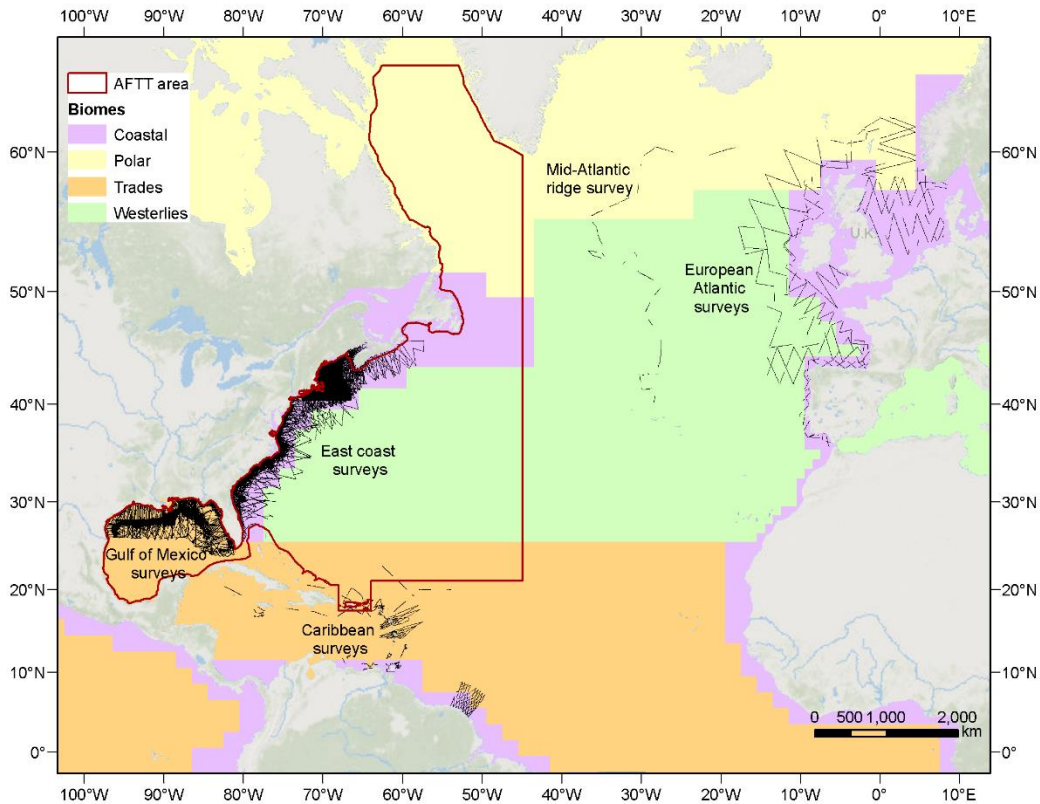 100°W 90°W 80°W 70°W 60°W 50°W 40°W 30°W 20°W 10°W 0° 10°E
AFTT area
Biomes
Coastal
Polar
Trades
Westerlies
60°N
60°N
Mid-Atlantic
ridge survey
U.K.
European
Atlantic
surveys
50°N
50°N
40°N
40°N
East coast
surveys
30°N
30°N
Gulf of Mexico
surveys
20°N
20°N
Caribbean
surveys
10°N
10°N
0 500 1,000 2,000
km
0°
0°
100°W 90°W 80°W 70°W 60°W 50°W 40°W 30°W 20°W 10°W 0° 10°E